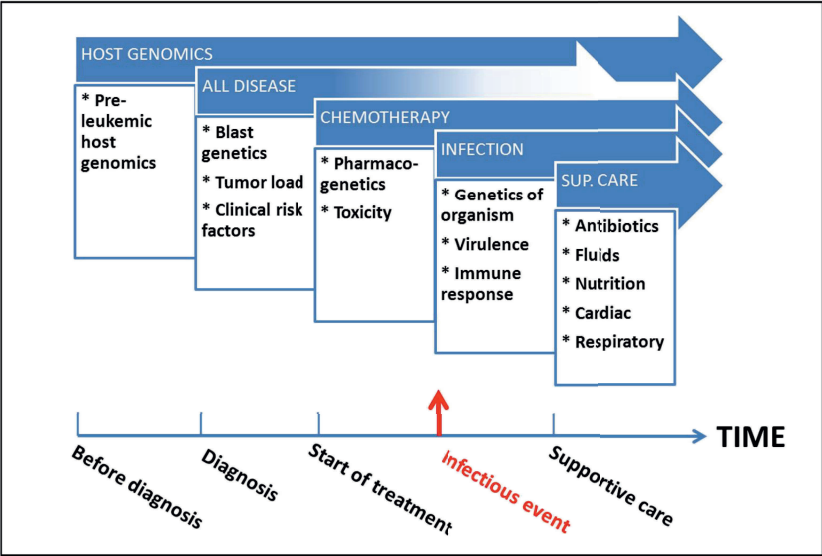 HOST GENOMICS
* Pre-
leukemic
host
genomics
ALL DISEASE
* Blast
genetics
* Tumor load
* Clinical risk
factors
CHEMOTHERAPY
* Pharmaco-
genetics
* Toxicity
INFECTION
* Genetics of
organism
* Virulence
* Immune
response
SUP. CARE
* Antibiotics
* Fluids
* Nutrition
* Cardiac
* Respiratory
TIME
Before diagnosis
Diagnosis
Start of treatment
Infectious event
Supportive care